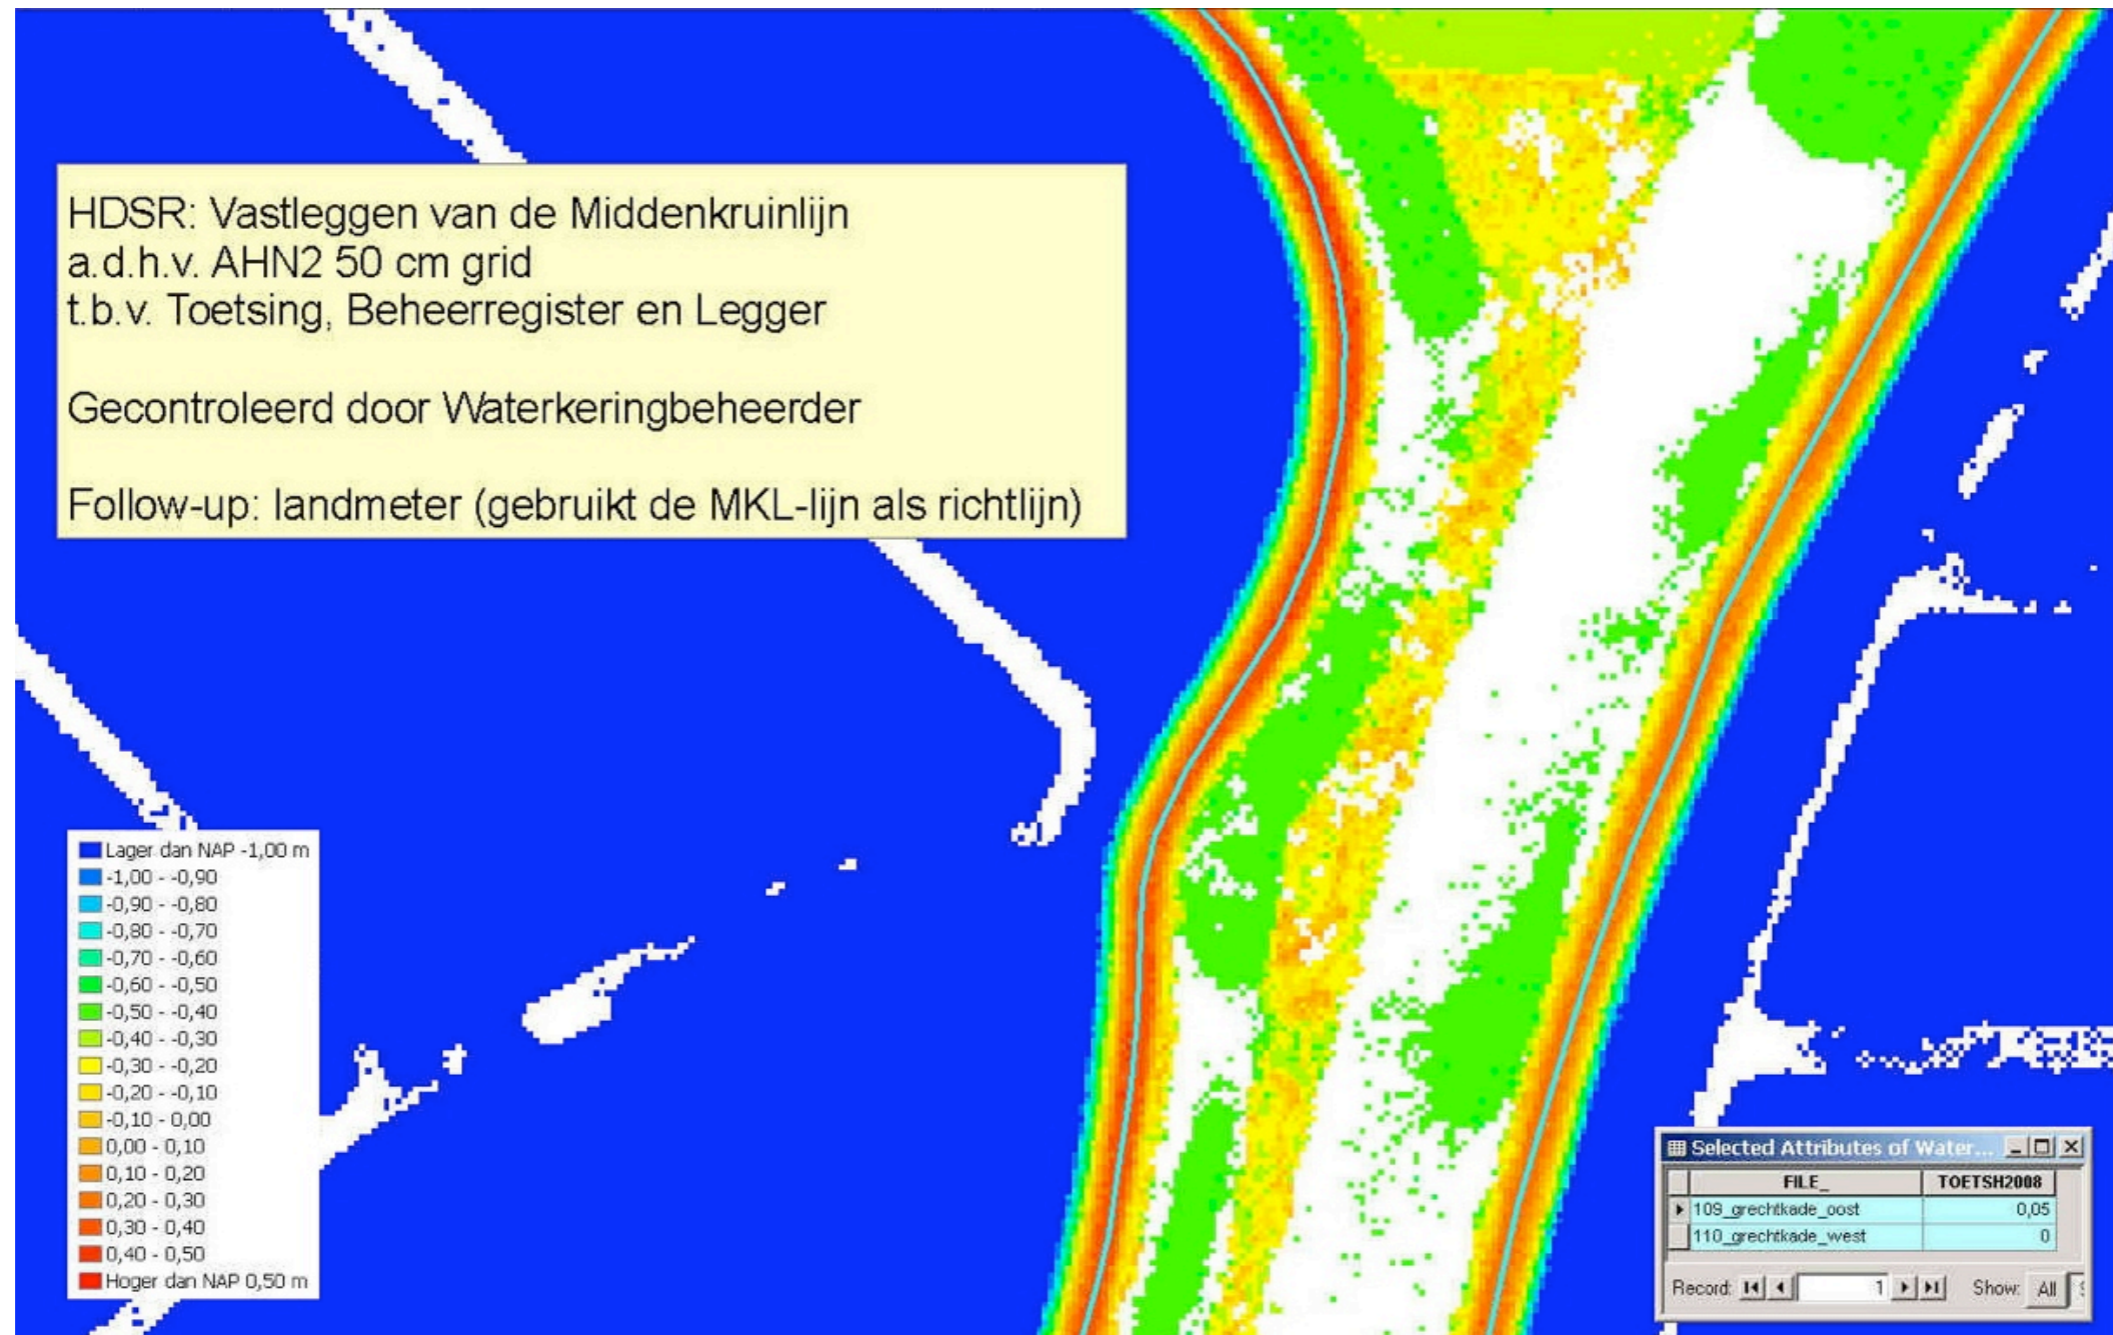 HDSR: Vastleggen van de Middenkruinlijn
a.d.h.v. AHN2 50 cm grid
t.b.v. Toetsing, Beheerregister en Legger
Gecontroleerd door Waterkeringbeheerder
Follow-up: landmeter (gebruikt de MKL-lijn als richtlijn)
Lager dan NAP -1,00 m
-1,00 - -0,90
-0,90 - -0,80
-0,80 - -0,70
-0,70 - -0,60
-0,60 - -0,50
-0,50 - -0,40
-0,40 - -0,30
-0,30 - -0,20
-0,20 - -0,10
-0,10 - 0,00
0,00 - 0,10
0,10 - 0,20
0,20 - 0,30
0,30 - 0,40
0,40 - 0,50
Hoger dan NAP 0,50 m
Selected Attributes of Water...
FILE_ TOETSH2008
109_grechtkade_oost 0,05
110_grechtkade_west 0
Record: 1 Show: All